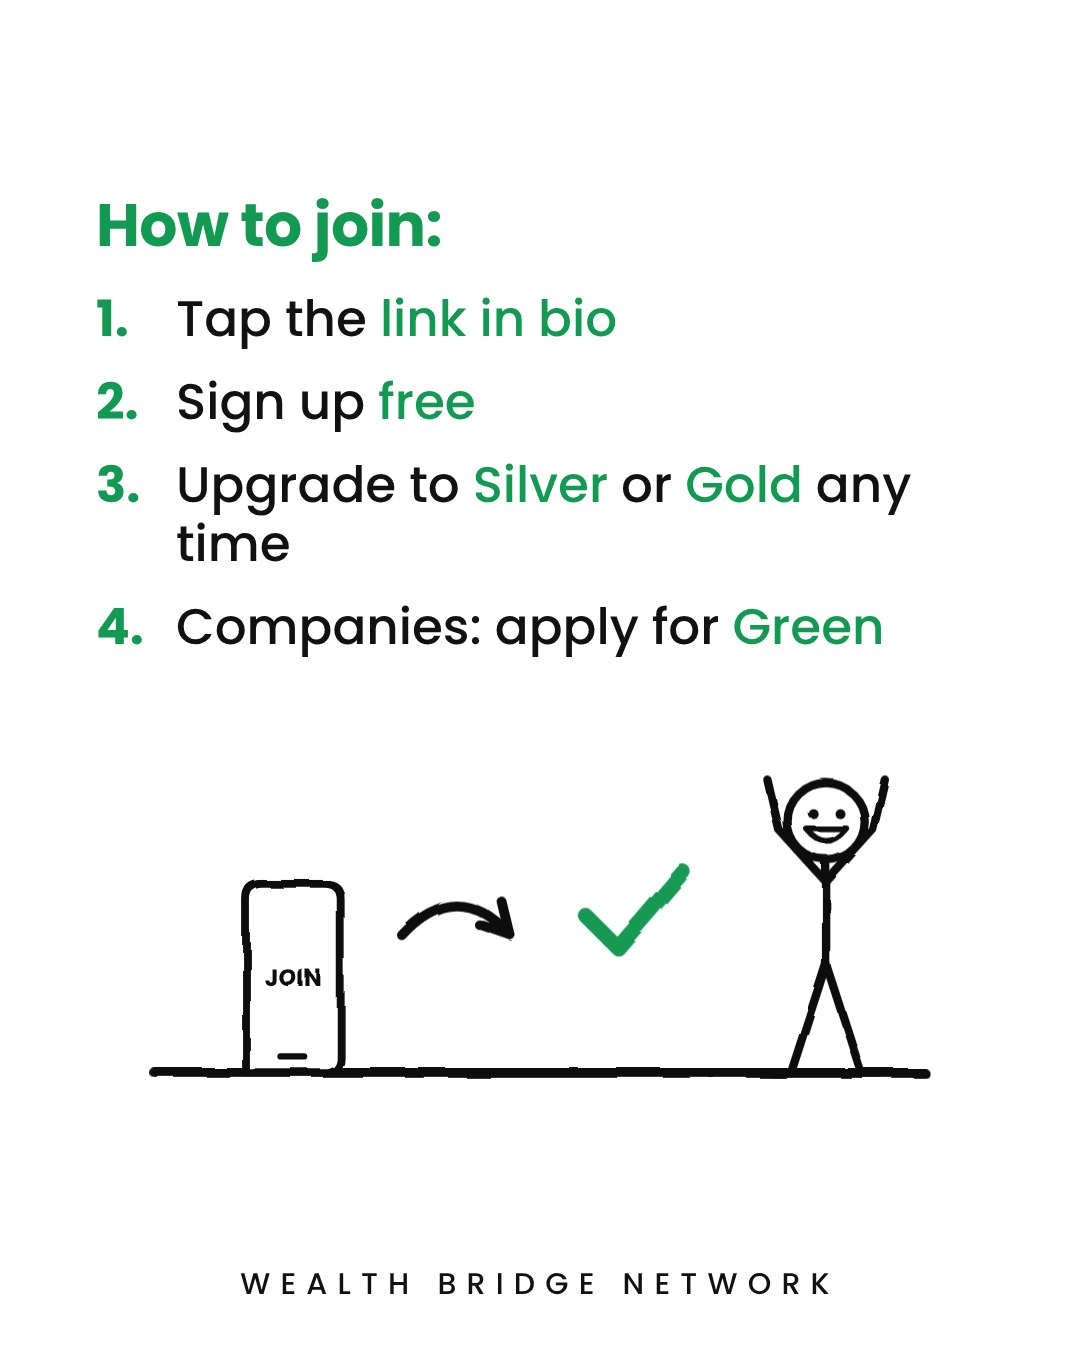 How to join:
1. Tap the link in bio
2. Sign up free
3. Upgrade to Silver or Gold any
time
4. Companies: apply for Green
JOIN
WEALTH BRIDGE NETWORK